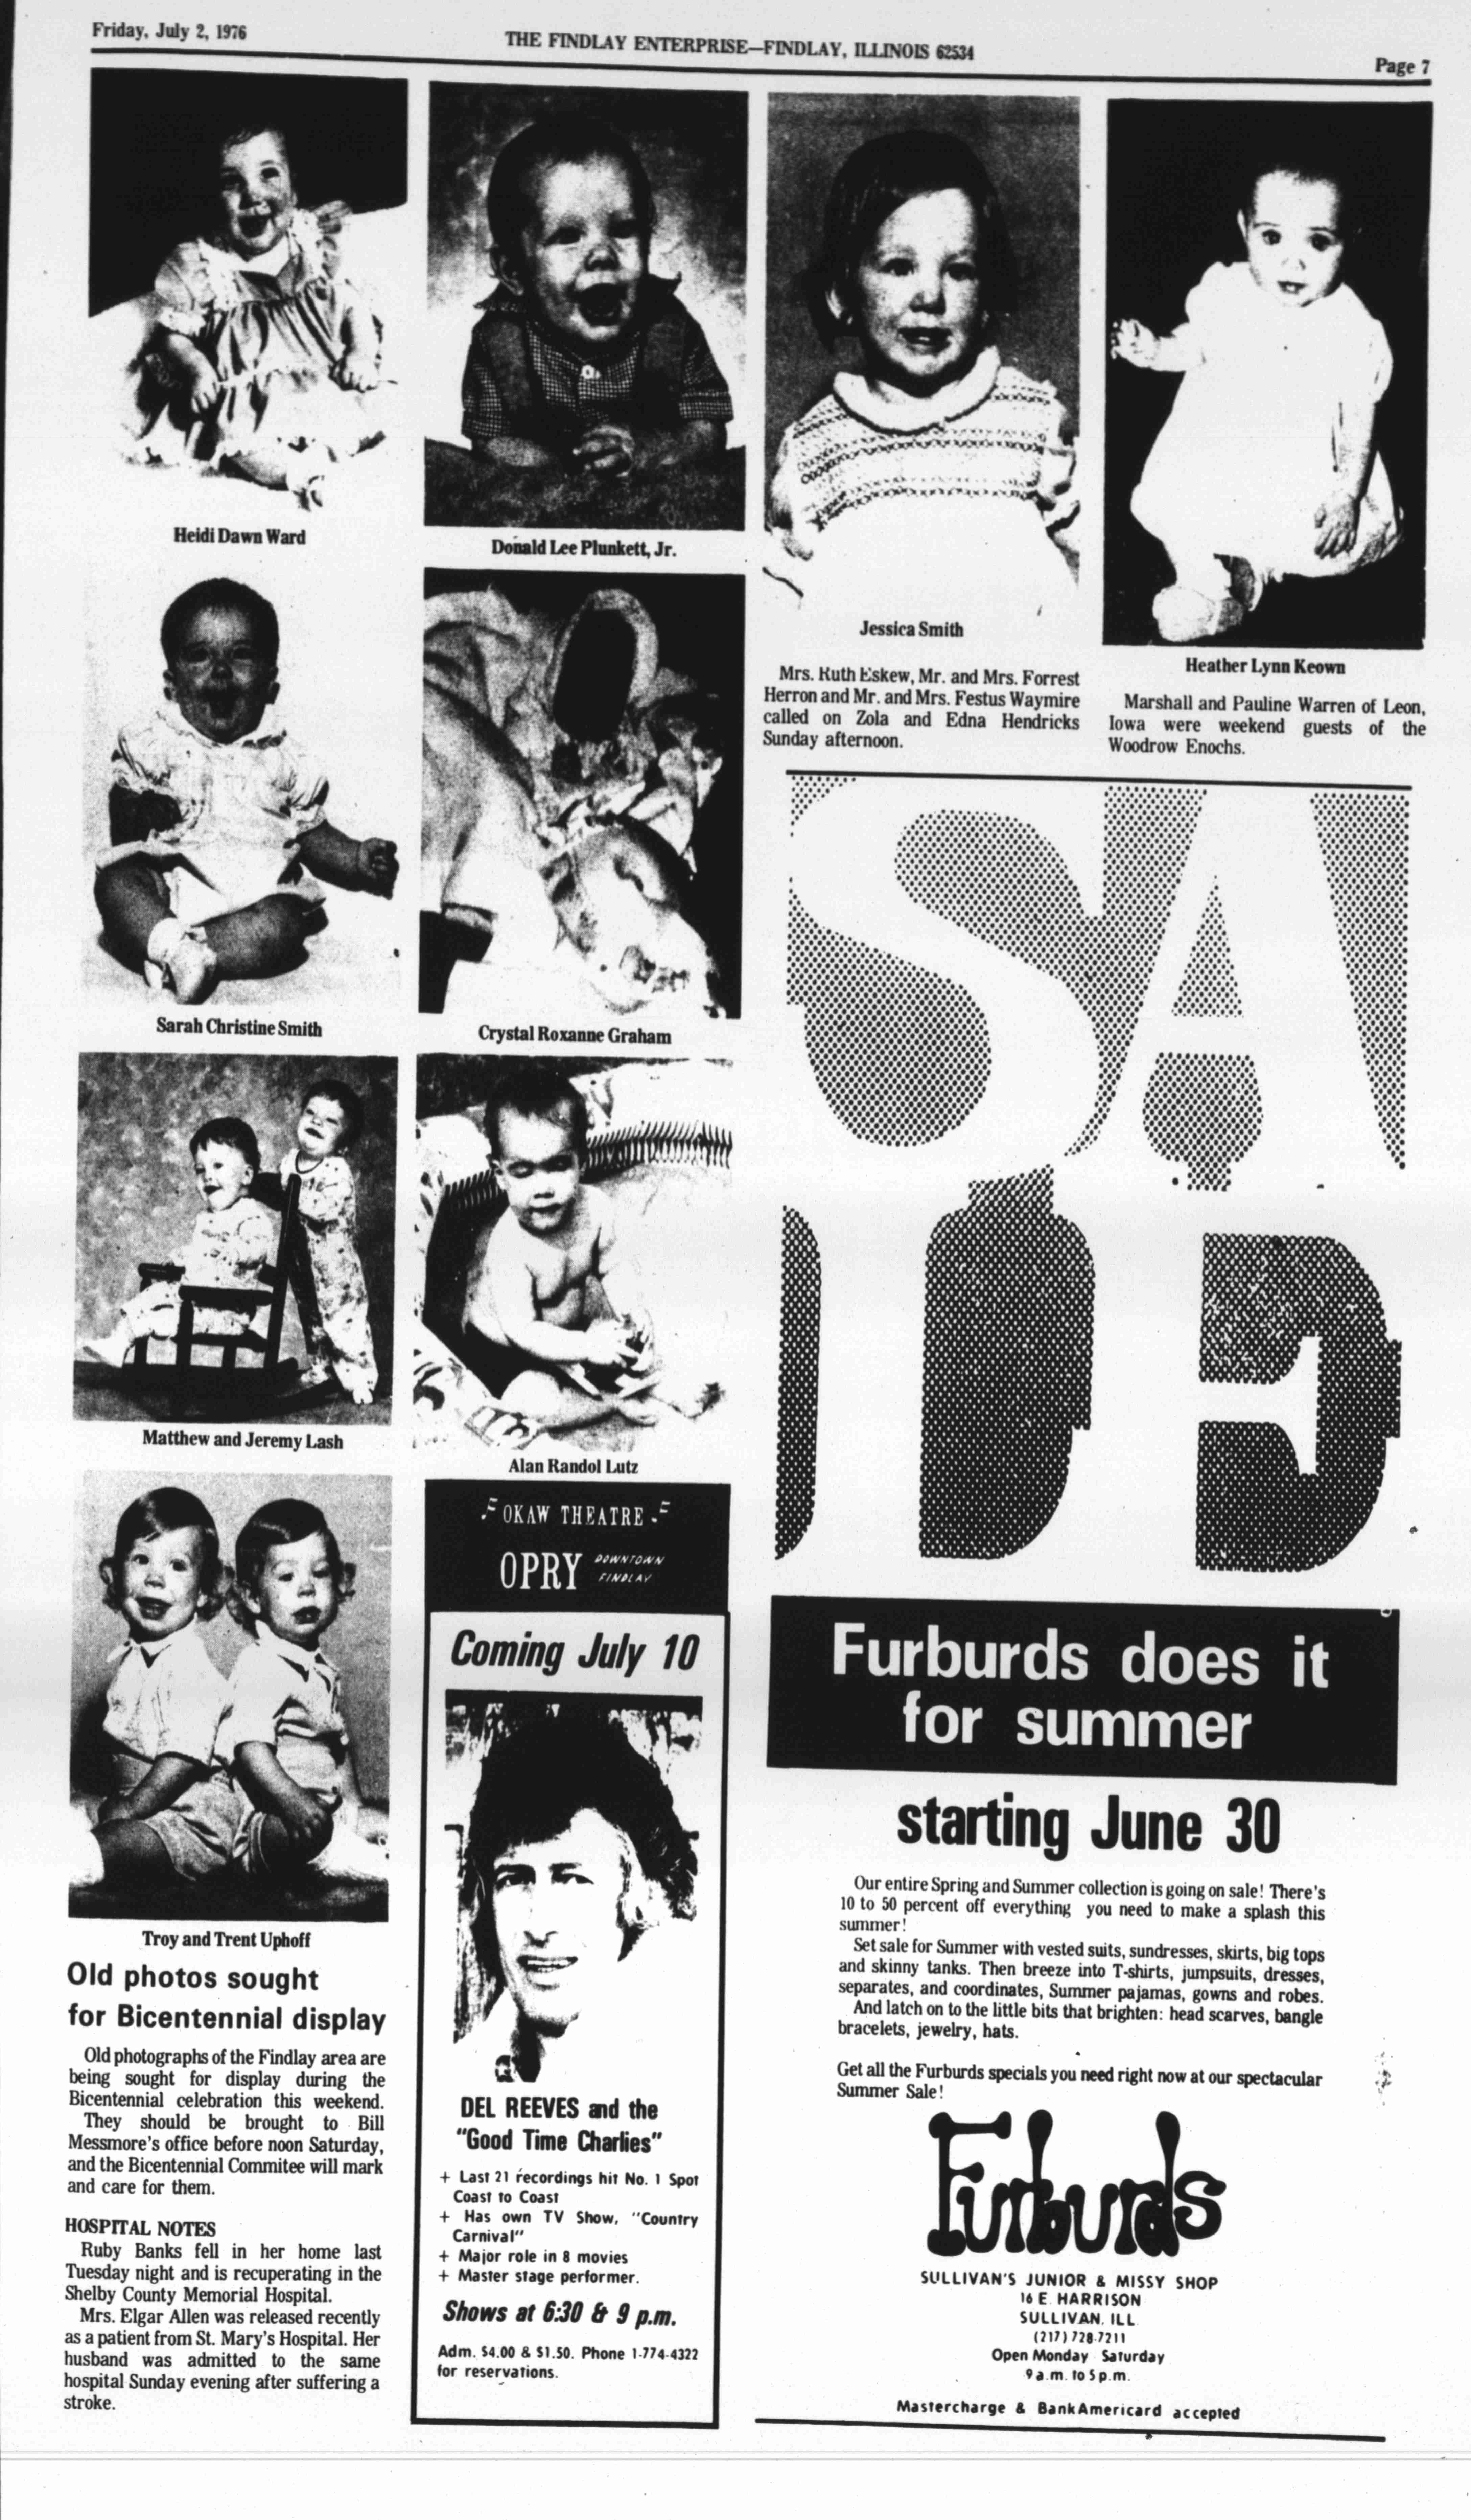 Friday, July 2, 1976
THE FINDLAY ENTERPRISE—FINDLAY, ILLINOIS 62534
Page 7
Heidi Dawn Ward
Donald Lee Plunkett, Jr.
Jessica Smith
Heather Lynn Keown
Mrs. Ruth Eskew, Mr. and Mrs. Forrest
Herron and Mr. and Mrs. Festus Waymire
called on Zola and Edna Hendricks
Sunday afternoon.
Marshall and Pauline Warren of Leon,
Iowa were weekend guests of the
Woodrow Enochs.
Sarah Christine Smith
Crystal Roxanne Graham
Matthew and Jeremy Lash
Alan Randol Lutz
Troy and Trent Uphoff
Old photos sought
for Bicentennial display
Old photographs of the Findlay area are
being sought for display during the
Bicentennial celebration this weekend.
They should be brought to Bill
Messmore's office before noon Saturday,
and the Bicentennial Commitee will mark
and care for them.
HOSPITAL NOTES
Ruby Banks fell in her home last
Tuesday night and is recuperating in the
Shelby County Memorial Hospital.
Mrs. Elgar Allen was released recently
as a patient from St. Mary's Hospital. Her
husband was admitted to the same
hospital Sunday evening after suffering a
stroke.
OKAW THEATRE
OPRY DOWNTOWN
FINDLAY
Coming July 10
DEL REEVES and the
"Good Time Charlies"
+ Last 21 recordings hit No. 1 Spot
Coast to Coast
+ Has own TV Show, "Country
Carnival"
+ Major role in 8 movies
+ Master stage performer.
Shows at 6:30 & 9 p.m.
Adm. $4.00 & $1.50. Phone 1-774-4322
for reservations.
SALE
Furburds does it
for summer
starting June 30
Our entire Spring and Summer collection is going on sale! There's
10 to 50 percent off everything you need to make a splash this
summer!
Set sale for Summer with vested suits, sundresses, skirts, big tops
and skinny tanks. Then breeze into T-shirts, jumpsuits, dresses,
separates, and coordinates, Summer pajamas, gowns and robes.
And latch on to the little bits that brighten: head scarves, bangle
bracelets, jewelry, hats.
Get all the Furburds specials you need right now at our spectacular
Summer Sale!
Furburds
SULLIVAN'S JUNIOR & MISSY SHOP
16 E. HARRISON
SULLIVAN, ILL.
(217) 728-7211
Open Monday - Saturday
9 a.m. to 5 p.m.
Mastercharge & BankAmericard accepted